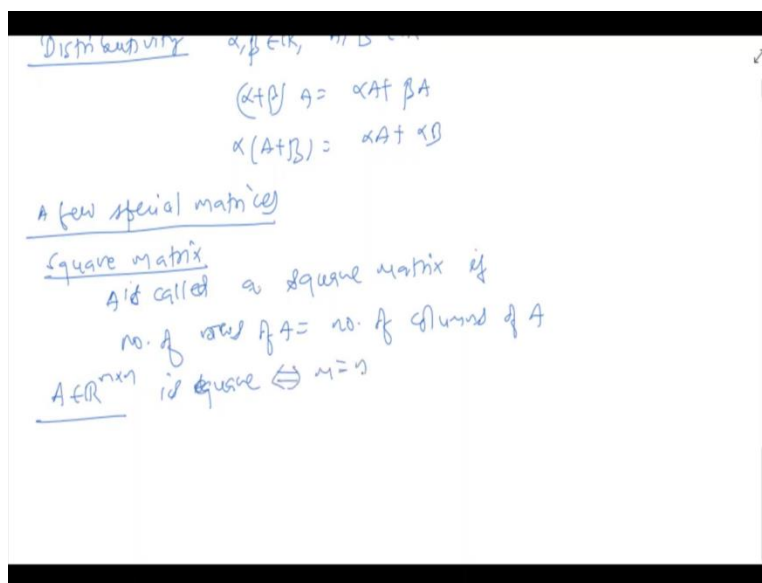 Distributivity α, β ∈ R,
(α+β) A = αA + βA
α(A+B) = αA + αB
A few special matrices
Square matrix
A is called a square matrix if
no. of rows of A = no. of columns of A
A ∈ R^{m×n} is square ⇔ m = n